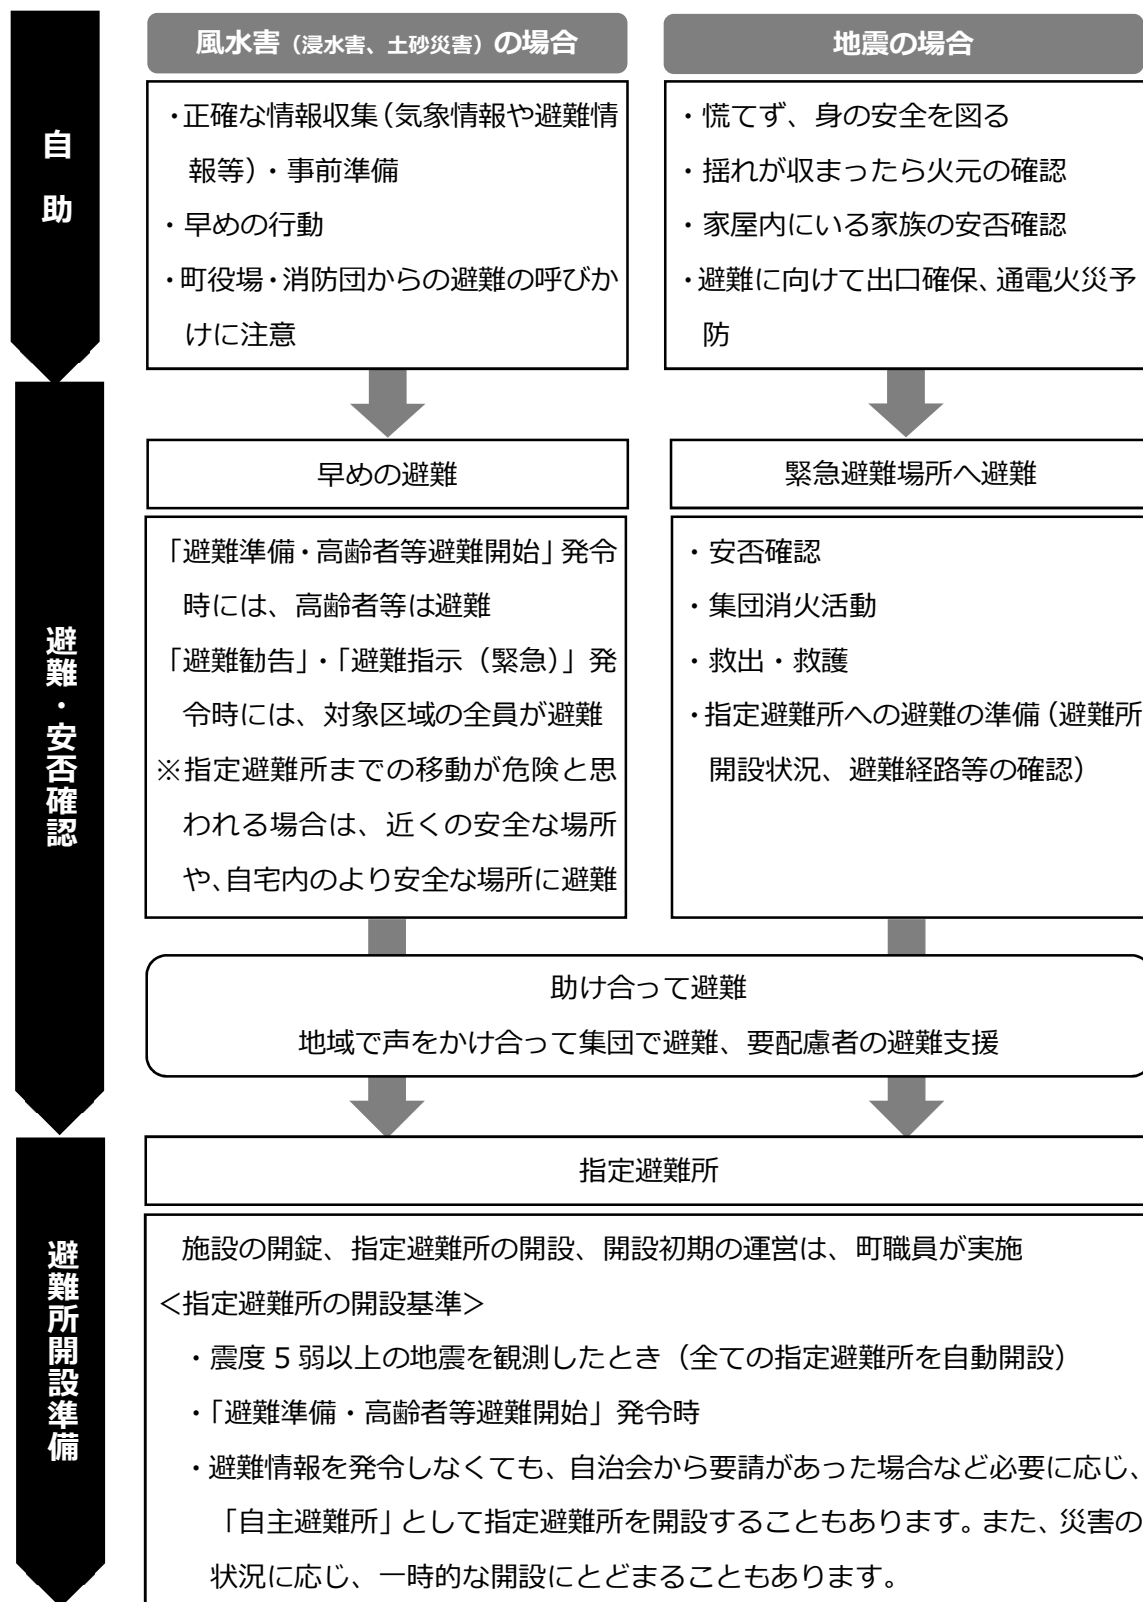 自助
風水害（浸水害、土砂災害）の場合
・正確な情報収集（気象情報や避難情
報等）・事前準備
・早めの行動
・町役場・消防団からの避難の呼びか
けに注意
地震の場合
・慌てず、身の安全を図る
・揺れが収まったら火元の確認
・家屋内にいる家族の安否確認
・避難に向けて出口確保、通電火災予
防
避難・安否確認
早めの避難
「避難準備・高齢者等避難開始」発令
時には、高齢者等は避難
「避難勧告」・「避難指示（緊急）」発
令時には、対象区域の全員が避難
※指定避難所までの移動が危険と思
われる場合は、近くの安全な場所
や、自宅内のより安全な場所に避難
緊急避難場所へ避難
・安否確認
・集団消火活動
・救出・救護
・指定避難所への避難の準備（避難所
開設状況、避難経路等の確認）
助け合って避難
地域で声をかけ合って集団で避難、要配慮者の避難支援
避難所開設準備
指定避難所
施設の開錠、指定避難所の開設、開設初期の運営は、町職員が実施
＜指定避難所の開設基準＞
・震度 5 弱以上の地震を観測したとき（全ての指定避難所を自動開設）
・「避難準備・高齢者等避難開始」発令時
・避難情報を発令しなくても、自治会から要請があった場合など必要に応じ、
「自主避難所」として指定避難所を開設することもあります。また、災害の
状況に応じ、一時的な開設にとどまることもあります。